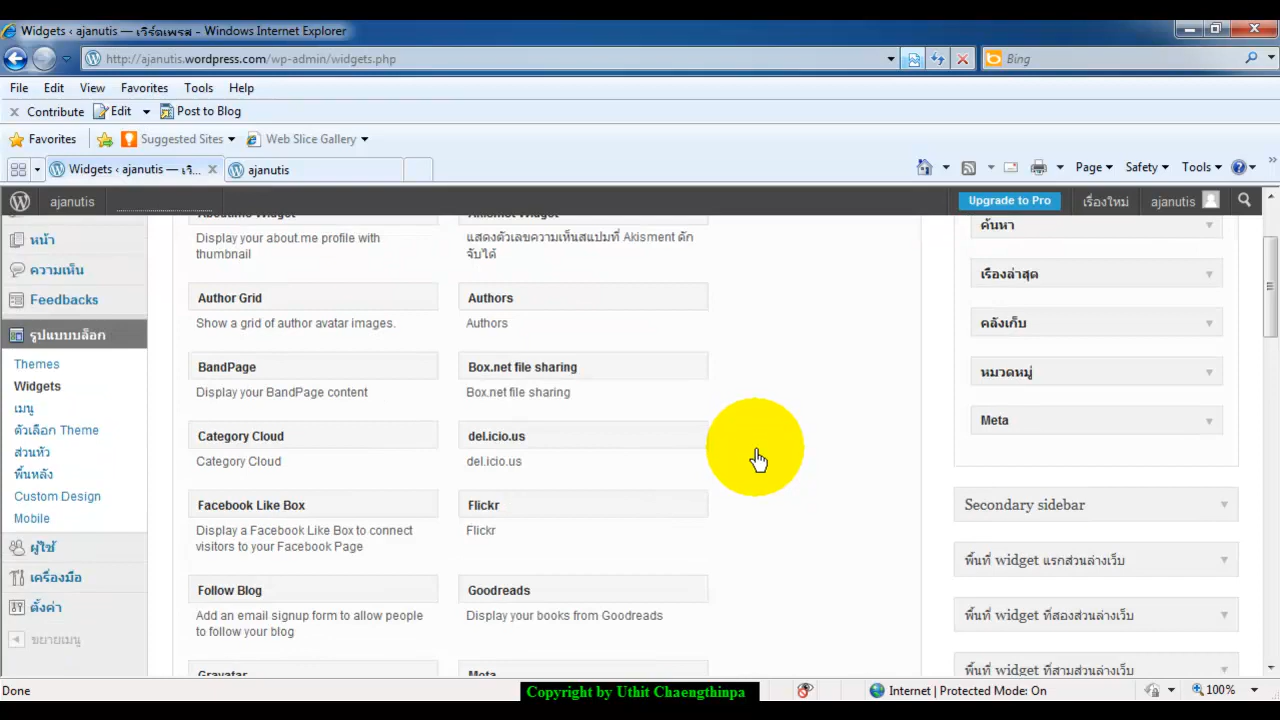 Widgets ‹ ajanutis — เวิร์ดเพรส - Windows Internet Explorer
http://ajanutis.wordpress.com/wp-admin/widgets.php
Bing
File Edit View Favorites Tools Help
Contribute Edit Post to Blog
Favorites Suggested Sites Web Slice Gallery
Widgets ‹ ajanutis — เวิ... ajanutis
Page Safety Tools
ajanutis
Upgrade to Pro เรื่องใหม่ ajanutis
หน้า
ความเห็น
Feedbacks
รูปแบบบล็อก
Themes
Widgets
เมนู
ตัวเลือก Theme
ส่วนหัว
พื้นหลัง
Custom Design
Mobile
ผู้ใช้
เครื่องมือ
ตั้งค่า
ขยายเมนู
Display your about.me profile with
thumbnail
แสดงตัวเลขความเห็นสแปมที่ Akisment ดัก
จับได้
Author Grid
Show a grid of author avatar images.
Authors
Authors
BandPage
Display your BandPage content
Box.net file sharing
Box.net file sharing
Category Cloud
Category Cloud
del.icio.us
del.icio.us
Facebook Like Box
Display a Facebook Like Box to connect
visitors to your Facebook Page
Flickr
Flickr
Follow Blog
Add an email signup form to allow people
to follow your blog
Goodreads
Display your books from Goodreads
Gravatar
Meta
ค้นหา
เรื่องล่าสุด
คลังเก็บ
หมวดหมู่
Meta
Secondary sidebar
พื้นที่ widget แรกส่วนล่างเว็บ
พื้นที่ widget ที่สองส่วนล่างเว็บ
พื้นที่ widget ที่สามส่วนล่างเว็บ
Done
Copyright by Uthit Chaengthinpa
Internet | Protected Mode: On
100%